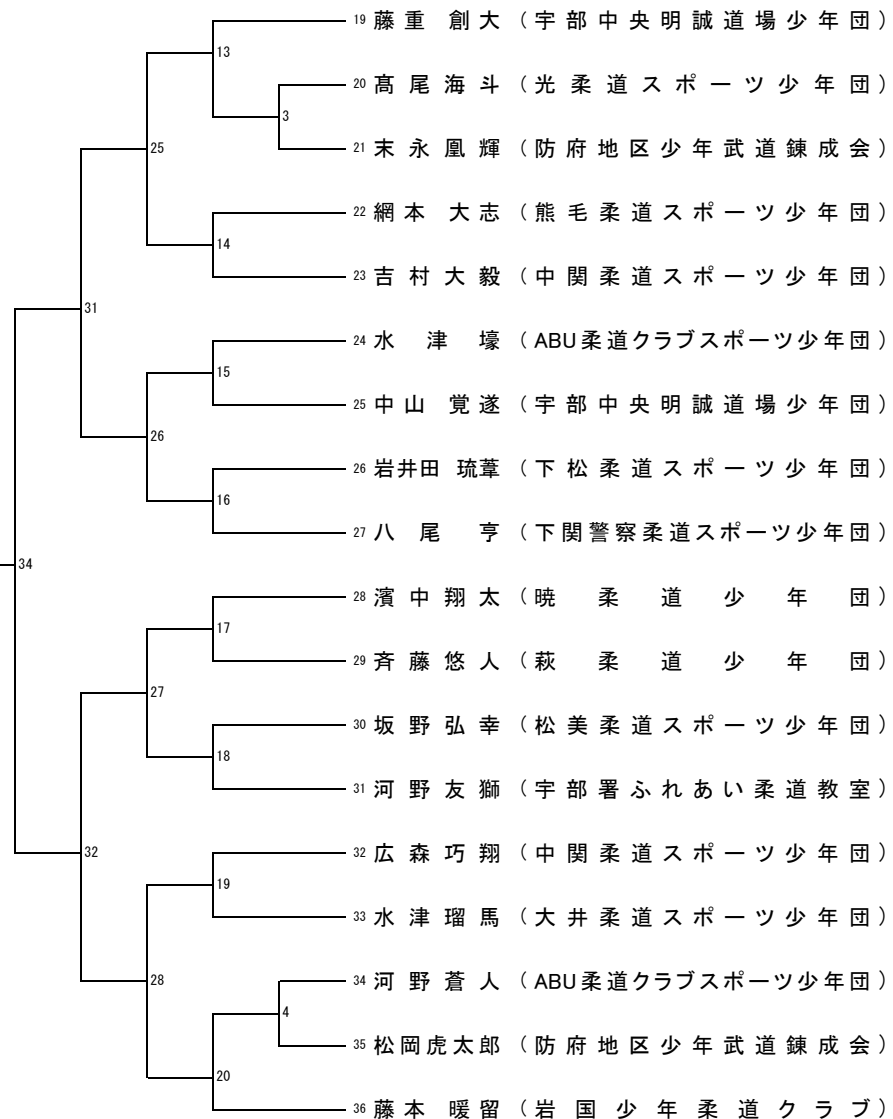 19 藤重 創大 （宇部中央明誠道場少年団）
13
20 髙尾海斗 （光柔道スポーツ少年団）
3
21 末永凰輝 （防府地区少年武道錬成会）
25
22 網本 大志 （熊毛柔道スポーツ少年団）
14
23 吉村大毅 （中関柔道スポーツ少年団）
31
24 水津 壕 （ABU柔道クラブスポーツ少年団）
15
25 中山 覚遂 （宇部中央明誠道場少年団）
26
26 岩井田 琉葦 （下松柔道スポーツ少年団）
16
27 八尾 亨 （下関警察柔道スポーツ少年団）
34
28 濱中翔太 （暁柔道少年団）
17
29 斉藤悠人 （萩柔道少年団）
27
30 坂野弘幸 （松美柔道スポーツ少年団）
18
31 河野友獅 （宇部署ふれあい柔道教室）
32
32 広森巧翔 （中関柔道スポーツ少年団）
19
33 水津瑠馬 （大井柔道スポーツ少年団）
28
34 河野蒼人 （ABU柔道クラブスポーツ少年団）
4
35 松岡虎太郎 （防府地区少年武道錬成会）
20
36 藤本 暖留 （岩国少年柔道クラブ）